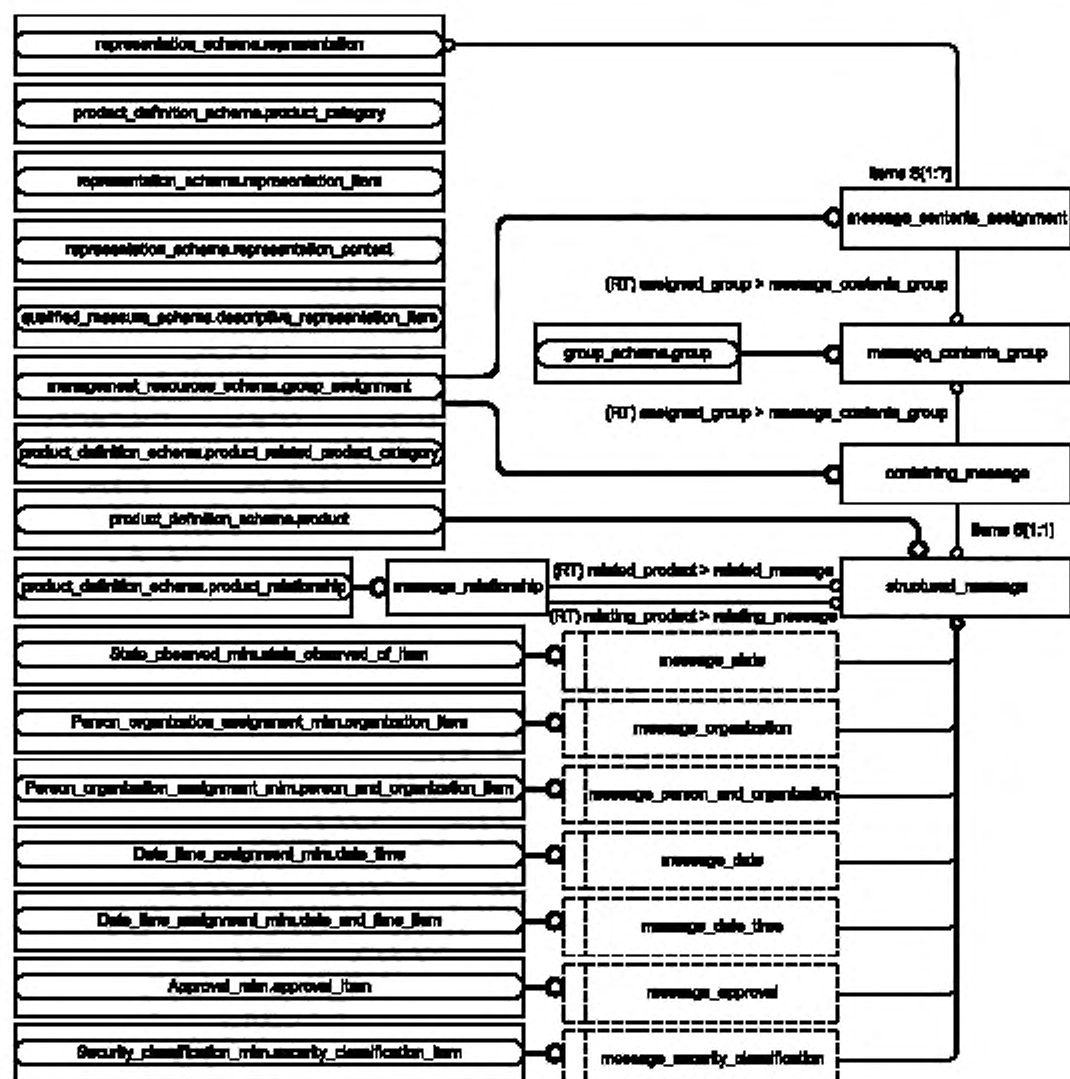 representation_schema.representation
product_definition_schema.product_category
representation_schema.representation_item
items S[1:?]
message_contents_assignment
representation_schema.representation_context
(RT) assigned_group > message_contents_group
qualified_measure_schema.descriptive_representation_item
group_schema.group
message_contents_group
management_resources_schema.group_assignment
(RT) assigned_group > message_contents_group
product_definition_schema.product_related_product_category
containing_message
product_definition_schema.product
items S[1:1]
(RT) related_product > related_message
product_definition_schema.product_relationship
message_relationship
structured_message
(RT) relating_product > relating_message
State_observed_mim.state_observed_of_item
message_state
Person_organization_assignment_mim.organization_item
message_organization
Person_organization_assignment_mim.person_and_organization_item
message_person_and_organization
Date_time_assignment_mim.date_time
message_date
Date_time_assignment_mim.date_and_time_item
message_date_time
Approval_mim.approval_item
message_approval
Security_classification_mim.security_classification_item
message_security_classification